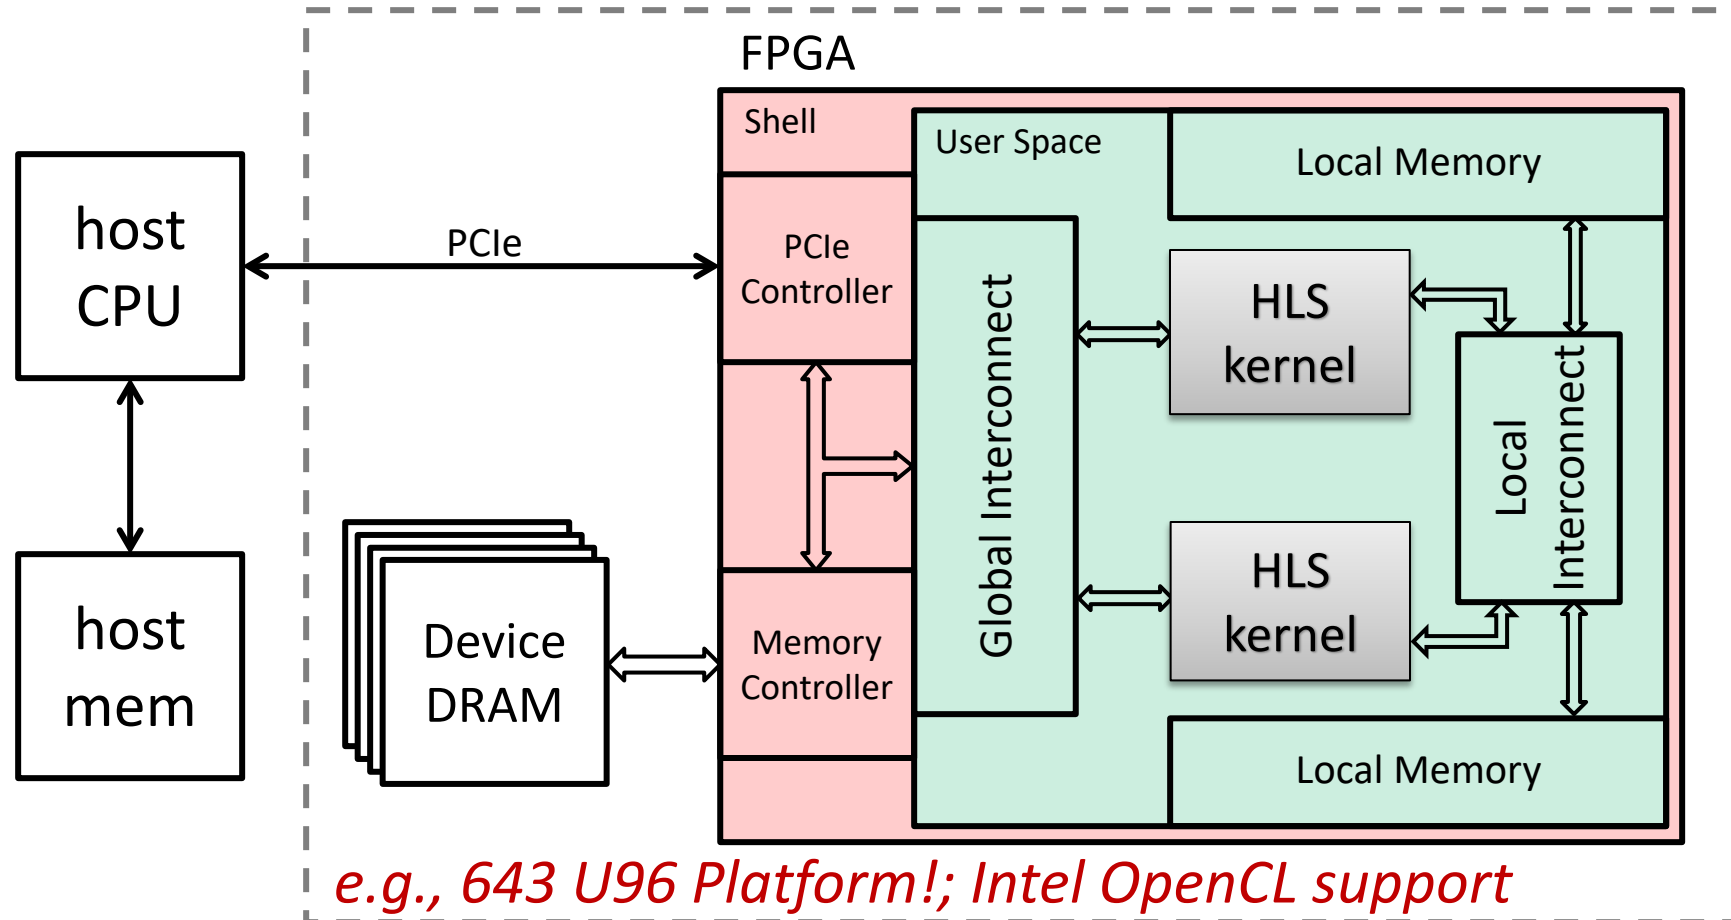 FPGA
Shell
User Space
Local Memory
host
CPU
PCIe
PCIe
Controller
Global Interconnect
HLS
kernel
Local
Interconnect
HLS
kernel
host
mem
Device
DRAM
Memory
Controller
Local Memory
e.g., 643 U96 Platform!; Intel OpenCL support